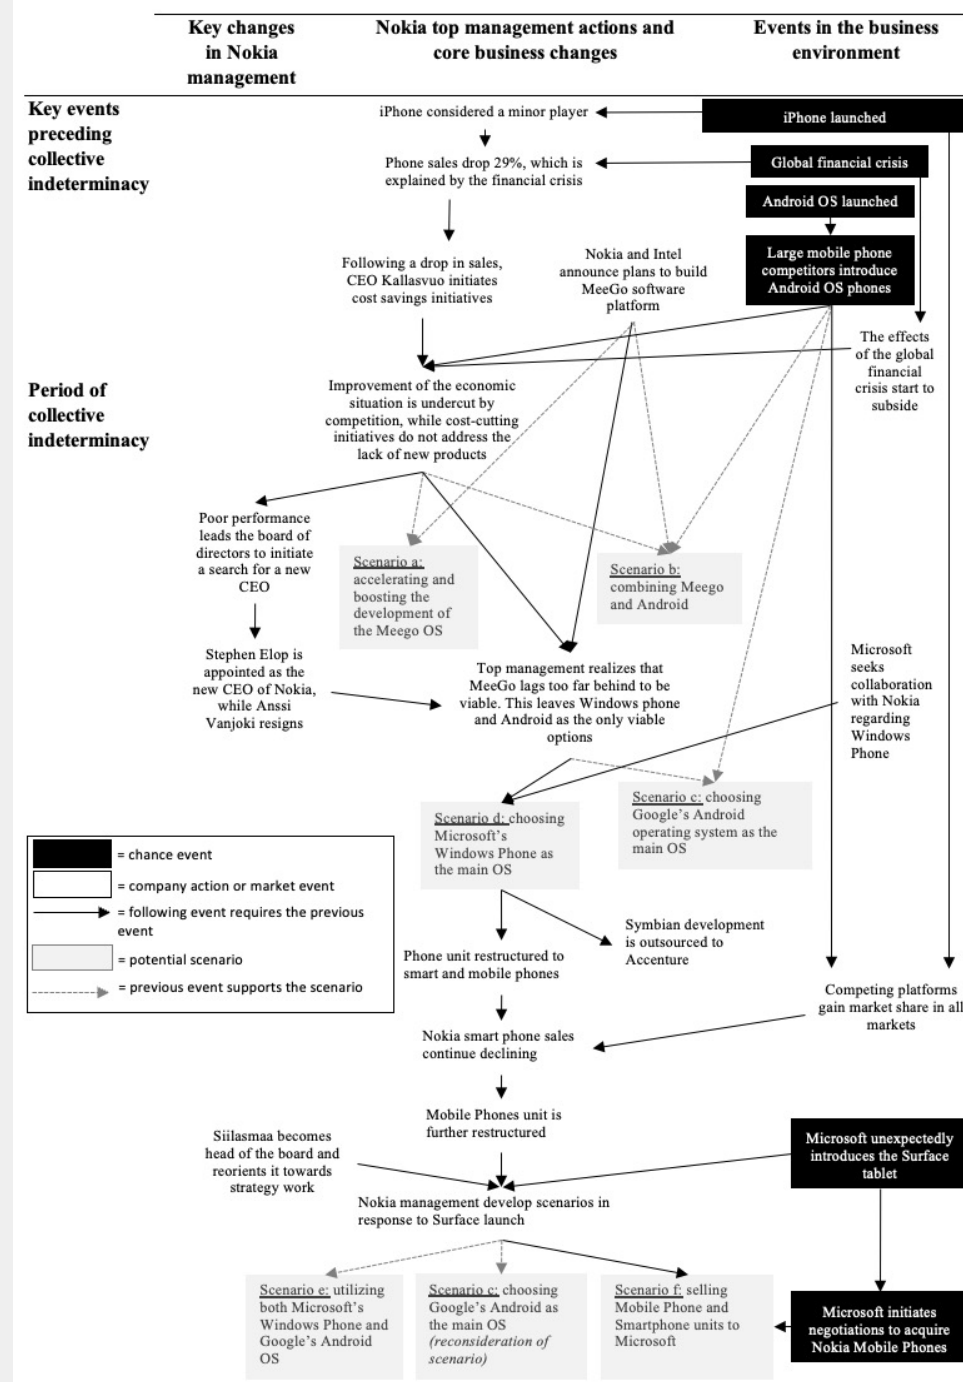 Key changes
in Nokia
management
Nokia top management actions and
core business changes
Events in the business
environment
Key events
preceding
collective
indeterminacy
iPhone considered a minor player
iPhone launched
Phone sales drop 29%, which is
explained by the financial crisis
Global financial crisis
Android OS launched
Large mobile phone
competitors introduce
Android OS phones
Following a drop in sales,
CEO Kallasvuo initiates
cost savings initiatives
Nokia and Intel
announce plans to build
MeeGo software
platform
The effects
of the global
financial
crisis start to
subside
Period of
collective
indeterminacy
Improvement of the economic
situation is undercut by
competition, while cost-cutting
initiatives do not address the
lack of new products
Poor performance
leads the board of
directors to initiate
a search for a new
CEO
Scenario a:
accelerating and
boosting the
development of
the Meego OS
Scenario b:
combining Meego
and Android
Stephen Elop is
appointed as the
new CEO of Nokia,
while Anssi
Vanjoki resigns
Top management realizes that
MeeGo lags too far behind to be
viable. This leaves Windows phone
and Android as the only viable
options
Microsoft
seeks
collaboration
with Nokia
regarding
Windows
Phone
Scenario d: choosing
Microsoft's
Windows Phone as
the main OS
Scenario c: choosing
Google's Android
operating system as the
main OS
= chance event
= company action or market event
= following event requires the previous
event
= potential scenario
= previous event supports the scenario
Phone unit restructured to
smart and mobile phones
Symbian development
is outsourced to
Accenture
Competing platforms
gain market share in all
markets
Nokia smart phone sales
continue declining
Mobile Phones unit is
further restructured
Siilasmaa becomes
head of the board and
reorients it towards
strategy work
Microsoft unexpectedly
introduces the Surface
tablet
Nokia management develop scenarios in
response to Surface launch
Scenario e: utilizing
both Microsoft's
Windows Phone and
Google's Android
OS
Scenario c: choosing
Google's Android as
the main OS
(reconsideration of
scenario)
Scenario f: selling
Mobile Phone and
Smartphone units to
Microsoft
Microsoft initiates
negotiations to acquire
Nokia Mobile Phones